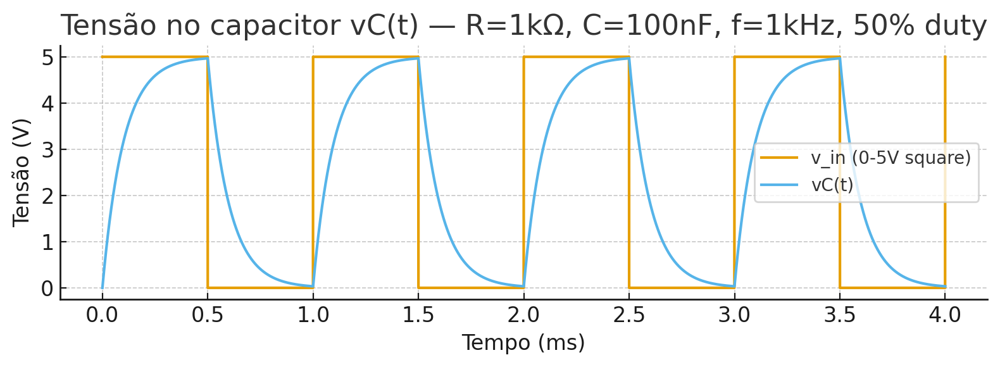 Tensão no capacitor vC(t) — R=1kΩ, C=100nF, f=1kHz, 50% duty
Tensão (V)
5
4
3
2
1
0
v_in (0-5V square)
vC(t)
0.0 0.5 1.0 1.5 2.0 2.5 3.0 3.5 4.0
Tempo (ms)